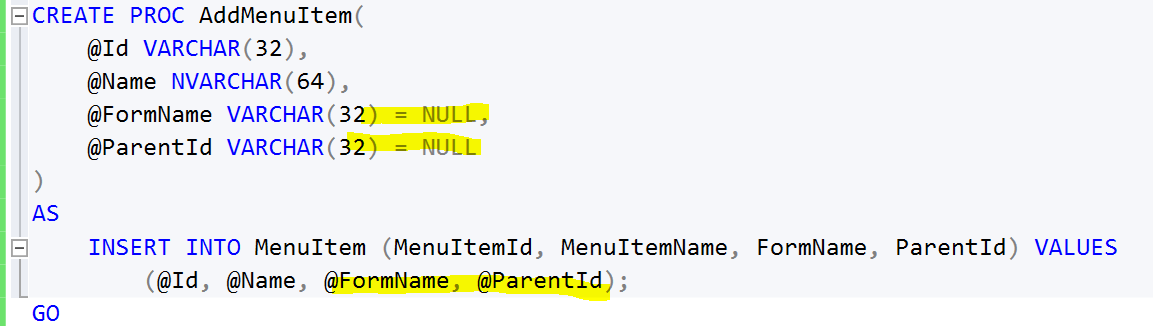 CREATE PROC AddMenuItem(
@Id VARCHAR(32),
@Name NVARCHAR(64),
@FormName VARCHAR(32) = NULL,
@ParentId VARCHAR(32) = NULL
)
AS
INSERT INTO MenuItem (MenuItemId, MenuItemName, FormName, ParentId) VALUES
(@Id, @Name, @FormName, @ParentId);
GO